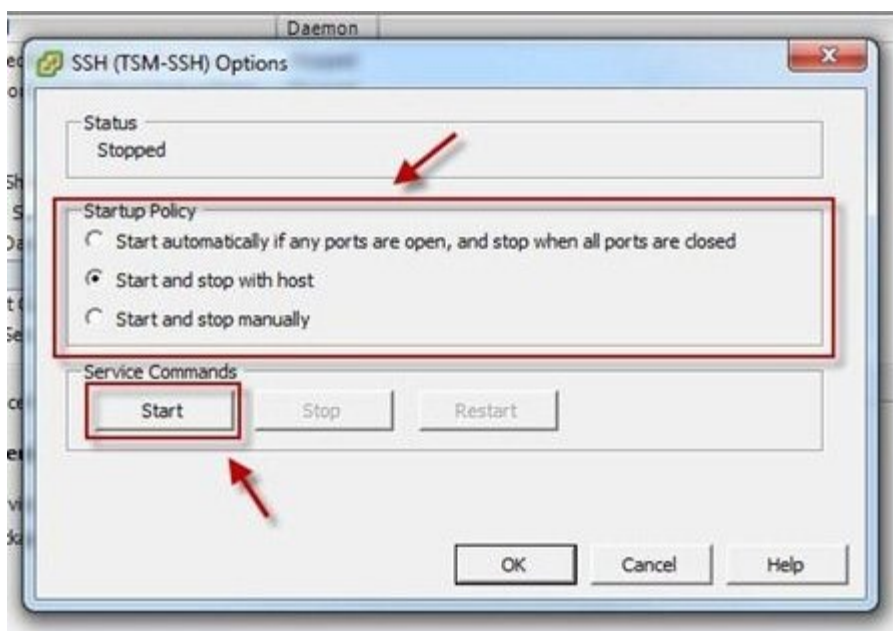 Daemon
SSH (TSM-SSH) Options
Status
Stopped
Startup Policy
Start automatically if any ports are open, and stop when all ports are closed
Start and stop with host
Start and stop manually
Service Commands
Start Stop Restart
OK Cancel Help